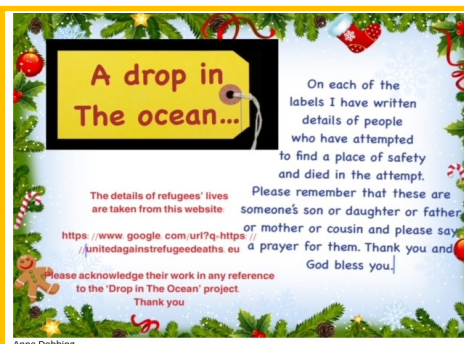 A drop in
The ocean...
On each of the
labels I have written
details of people
who have attempted
to find a place of safety
and died in the attempt.
Please remember that these are
someone's son or daughter or father
or mother or cousin and please say
a prayer for them. Thank you and
God bless you.
The details of refugees' lives
are taken from this website:
https://www.google.com/url?q=https://
//unitedagainstrefugeedeaths.eu
Please acknowledge their work in any reference
to the 'Drop in The Ocean' project.
Thank you
Anne Dobbing